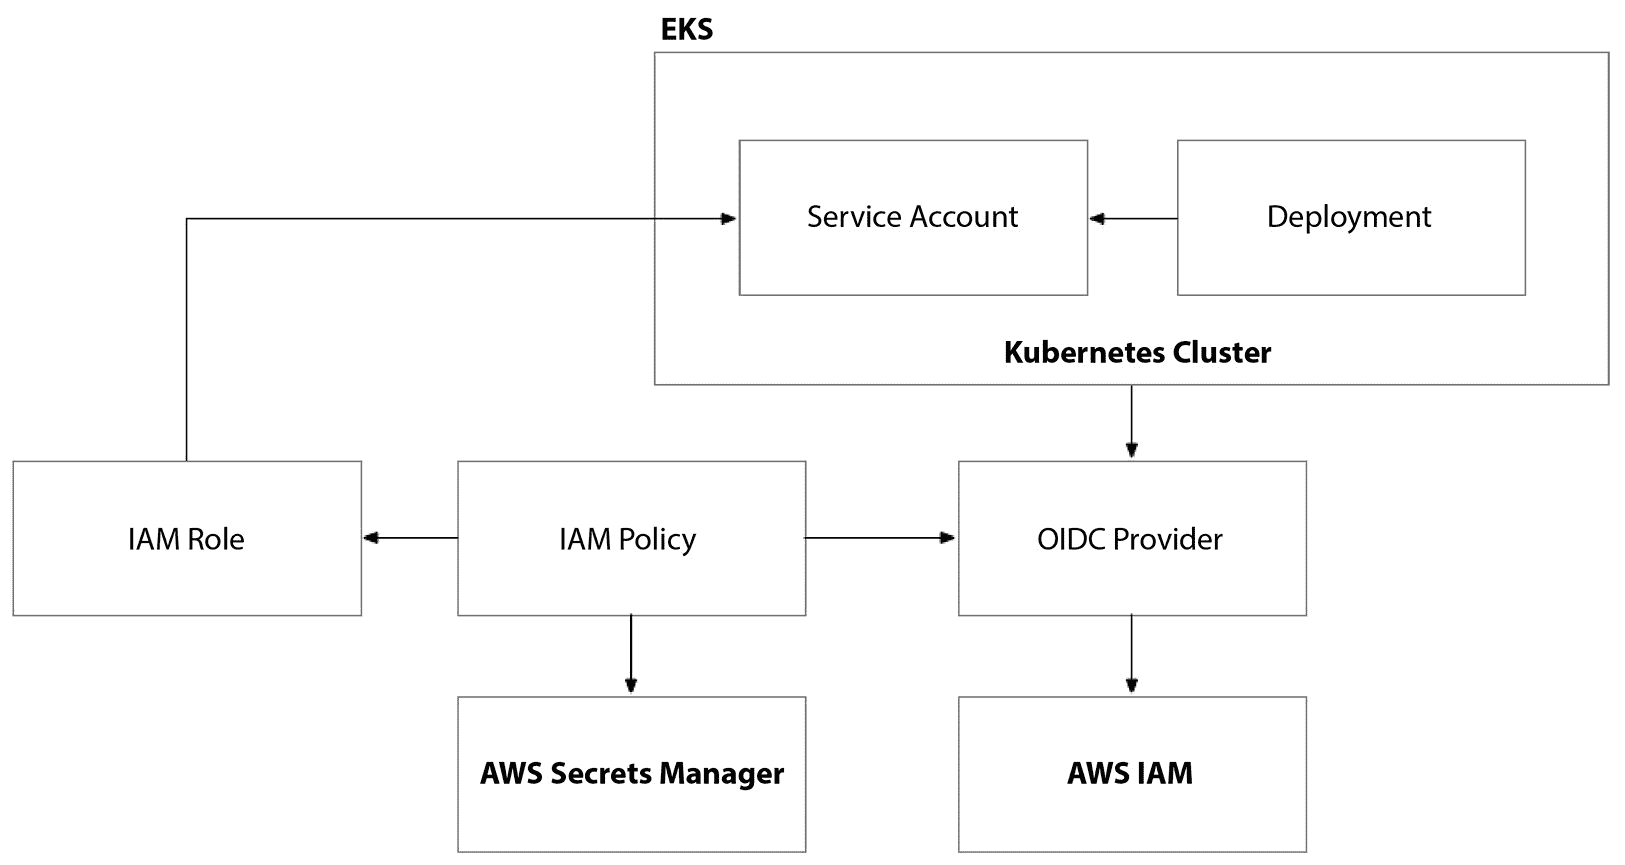 EKS
Service Account
Deployment
Kubernetes Cluster
IAM Role
IAM Policy
OIDC Provider
AWS Secrets Manager
AWS IAM